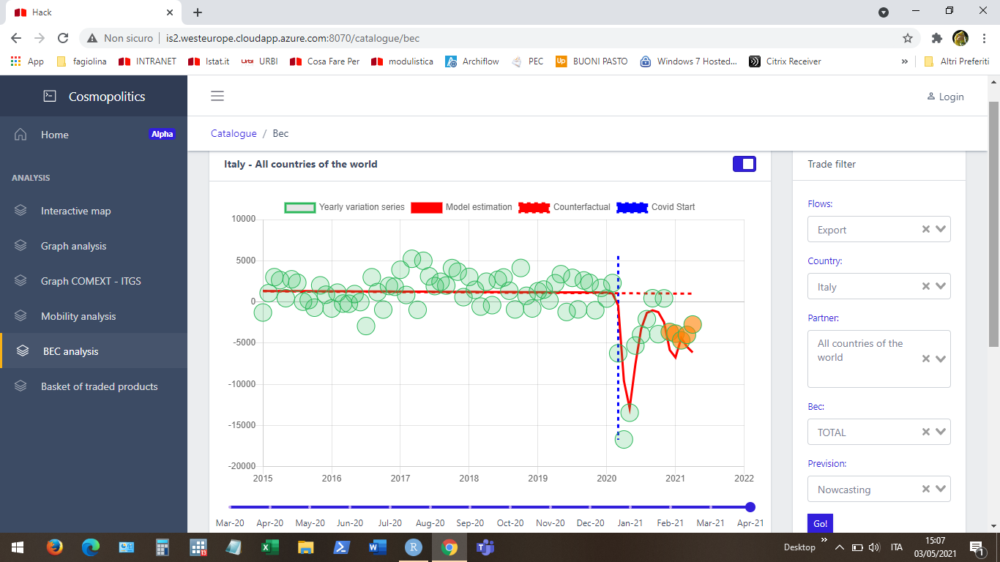 Hack
Non sicuro
is2.westeurope.cloudapp.azure.com:8070/catalogue/bec
App
fagiolina
INTRANET
Istat.it
URBI
Cosa Fare Per
modulistica
Archiflow
PEC
Up
BUONI PASTO
Windows 7 Hosted...
Citrix Receiver
»
Altri Preferiti
Cosmopolitics
Login
Home
Alpha
Catalogue / Bec
ANALYSIS
Interactive map
Graph analysis
Graph COMEXT - ITGS
Mobility analysis
BEC analysis
Basket of traded products
Italy - All countries of the world
Yearly variation series
Model estimation
Counterfactual
Covid Start
10000
5000
0
-5000
-10000
-15000
-20000
2015 2016 2017 2018 2019 2020 2021 2022
Mar-20 Apr-20 May-20 Jun-20 Jul-20 Aug-20 Sep-20 Oct-20 Nov-20 Dec-20 Jan-21 Feb-21 Mar-21 Apr-21
Trade filter
Flows:
Export
Country:
Italy
Partner:
All countries of the
world
Bec:
TOTAL
Prevision:
Nowcasting
Go!
Desktop
»
ITA
15:07
03/05/2021
1